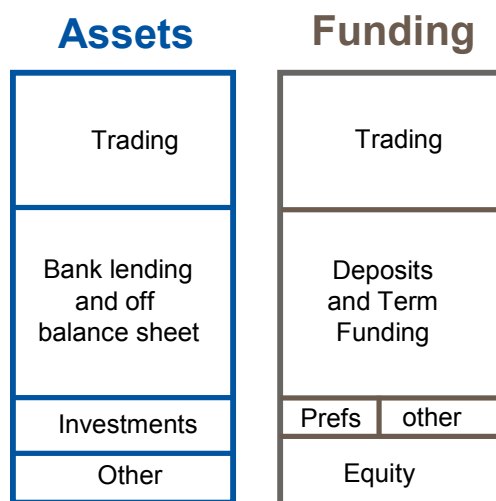 Assets
Funding
Trading
Trading
Bank lending
and off
balance sheet
Deposits
and Term
Funding
Investments
Prefs
other
Other
Equity